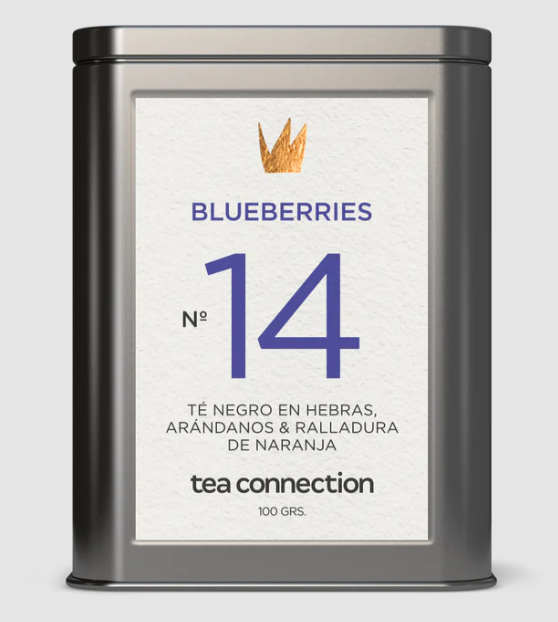 BLUEBERRIES
Nº 14
TÉ NEGRO EN HEBRAS,
ARÁNDANOS & RALLADURA
DE NARANJA
tea connection
100 GRS.